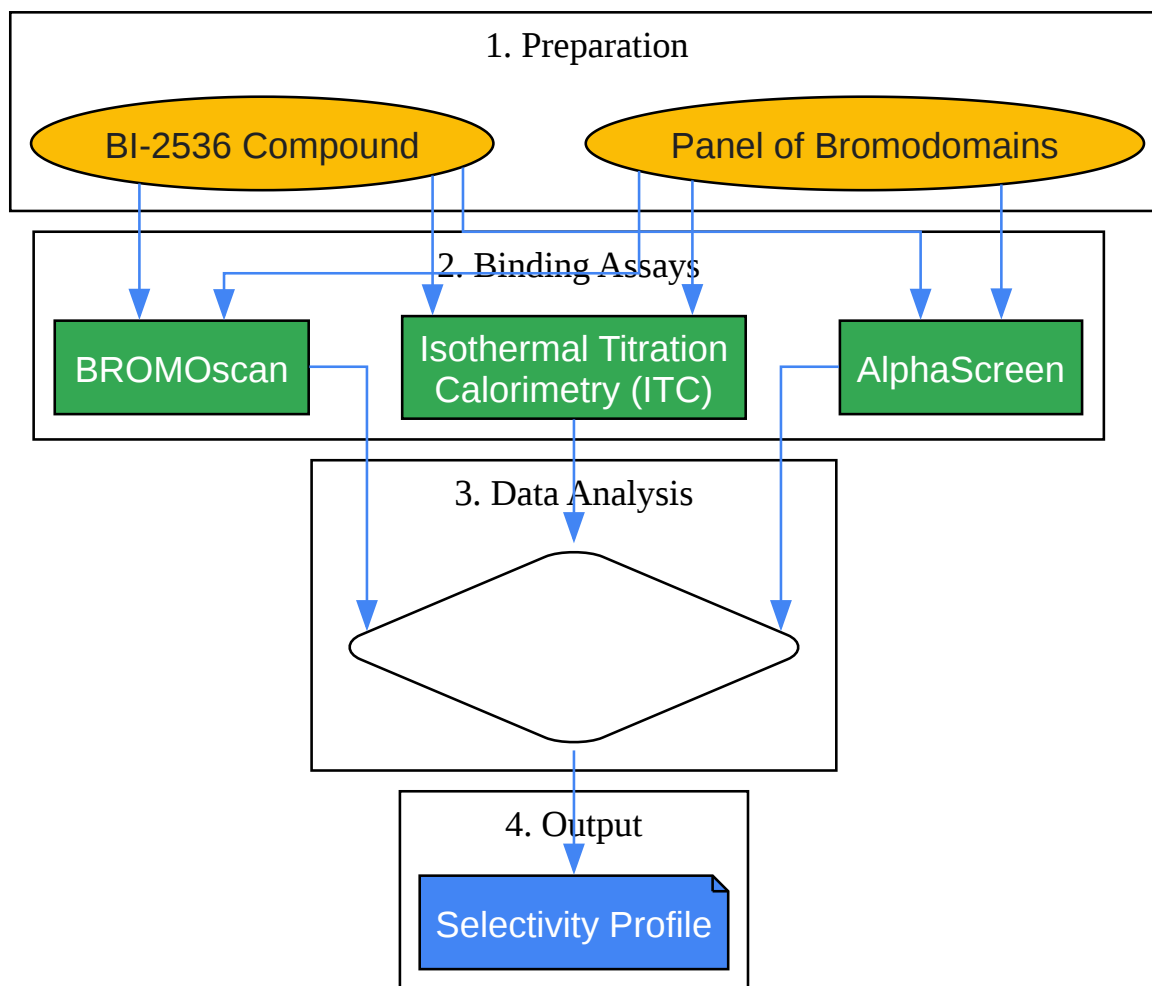 1. Preparation
BI-2536 Compound
Panel of Bromodomains
2. Binding Assays
BROMOscan
Isothermal Titration
Calorimetry (ITC)
AlphaScreen
3. Data Analysis
4. Output
Selectivity Profile